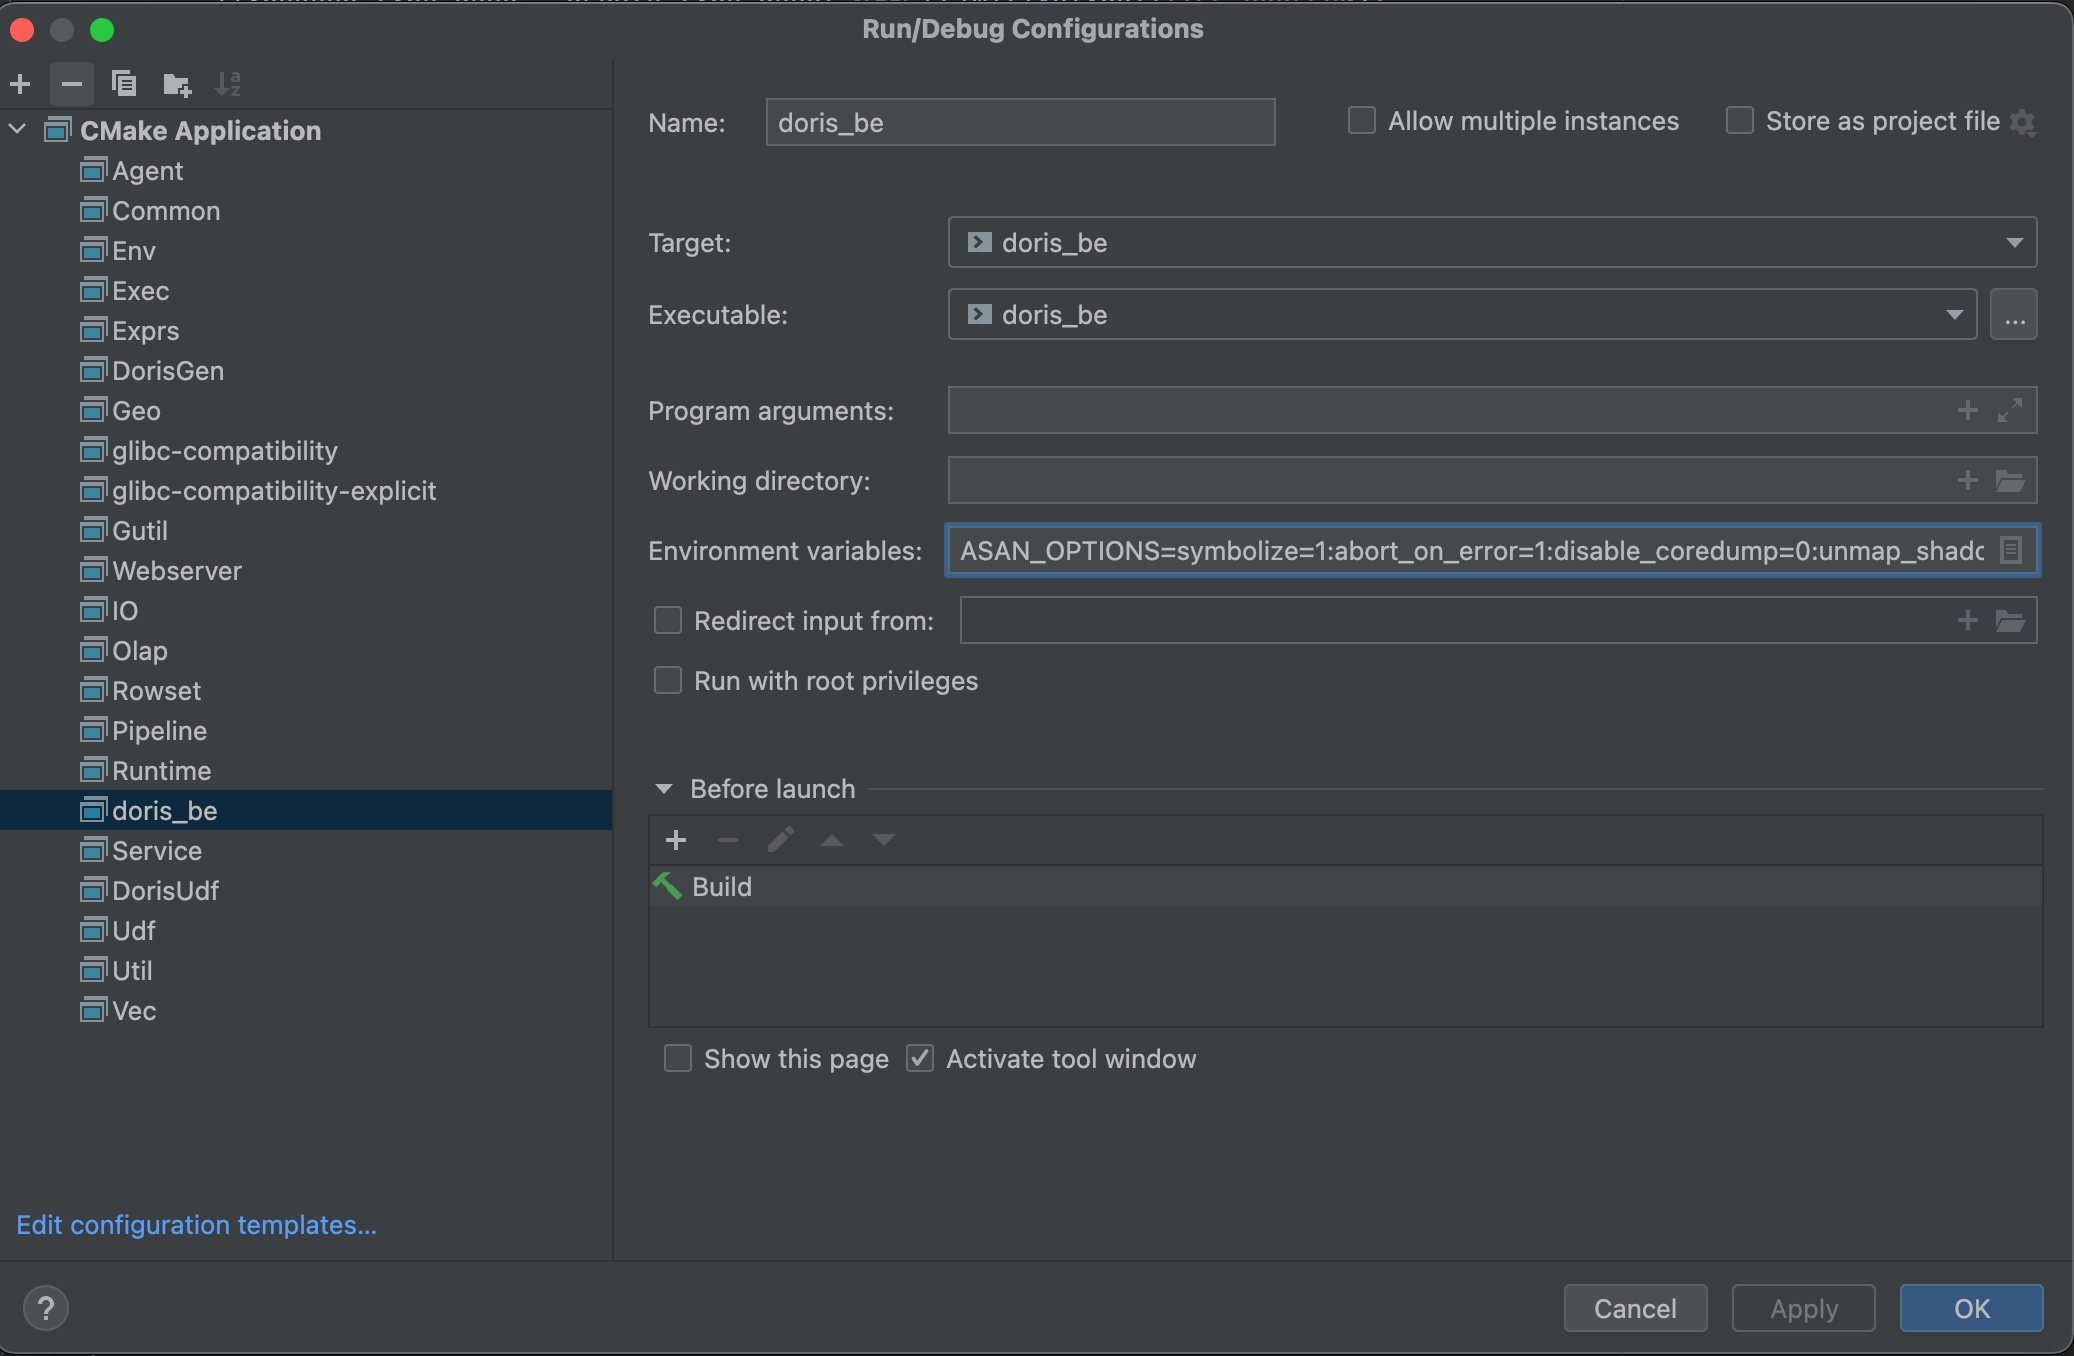 Run/Debug Configurations
CMake Application
Agent
Common
Env
Exec
Exprs
DorisGen
Geo
glibc-compatibility
glibc-compatibility-explicit
Gutil
Webserver
IO
Olap
Rowset
Pipeline
Runtime
doris_be
Service
DorisUdf
Udf
Util
Vec
Edit configuration templates...
Name: doris_be
Allow multiple instances
Store as project file
Target: doris_be
Executable: doris_be
...
Program arguments:
Working directory:
Environment variables: ASAN_OPTIONS=symbolize=1:abort_on_error=1:disable_coredump=0:unmap_shadc
Redirect input from:
Run with root privileges
Before launch
Build
Show this page
Activate tool window
?
Cancel
Apply
OK